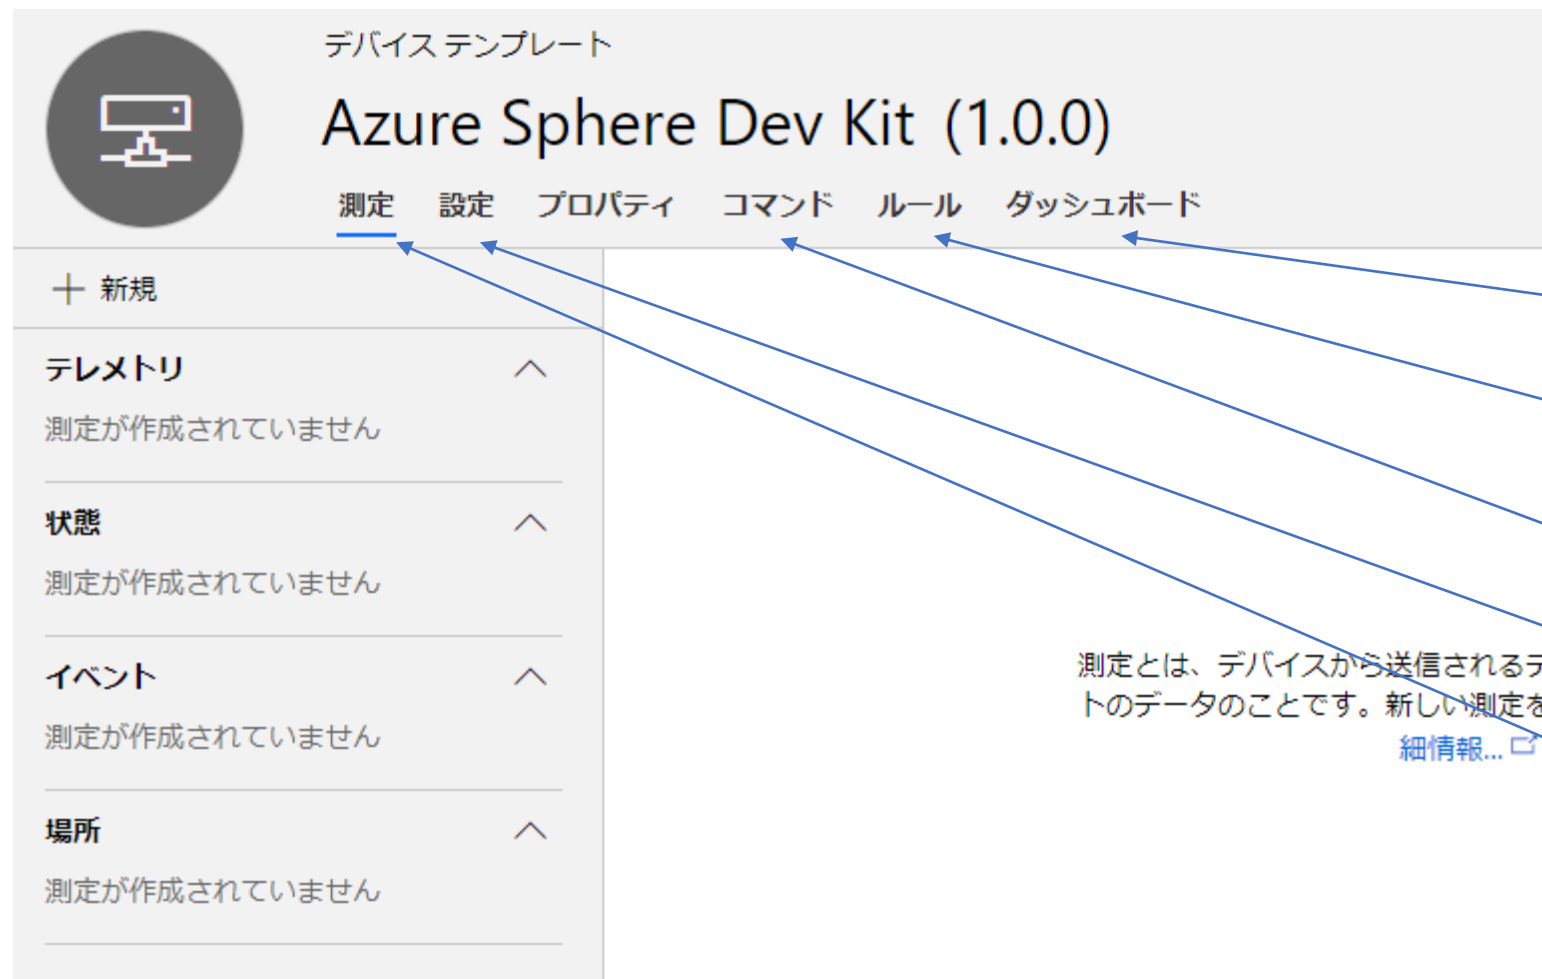 デバイス テンプレート
Azure Sphere Dev Kit (1.0.0)
測定 設定 プロパティ コマンド ルール ダッシュボード
新規
テレメトリ
測定が作成されていません
状態
測定が作成されていません
イベント
測定が作成されていません
場所
測定が作成されていません
測定とは、デバイスから送信されるテ
トのデータのことです。新しい測定を
細情報...